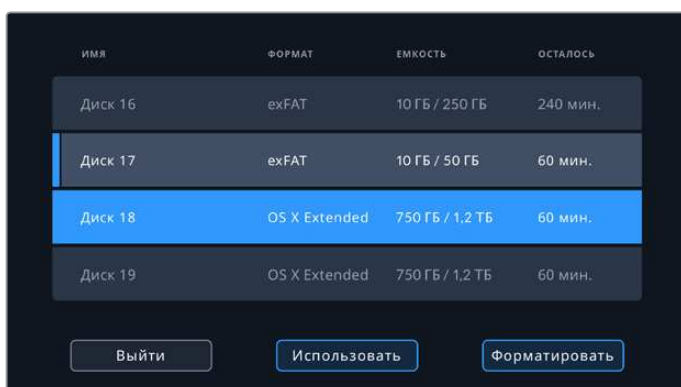 ИМЯ ФОРМАТ ЕМКОСТЬ ОСТАЛОСЬ
Диск 16 exFAT 10 ГБ / 250 ГБ 240 мин.
Диск 17 exFAT 10 ГБ / 50 ГБ 60 мин.
Диск 18 OS X Extended 750 ГБ / 1,2 ТБ 60 мин.
Диск 19 OS X Extended 750 ГБ / 1,2 ТБ 60 мин.
Выйти Использовать Форматировать